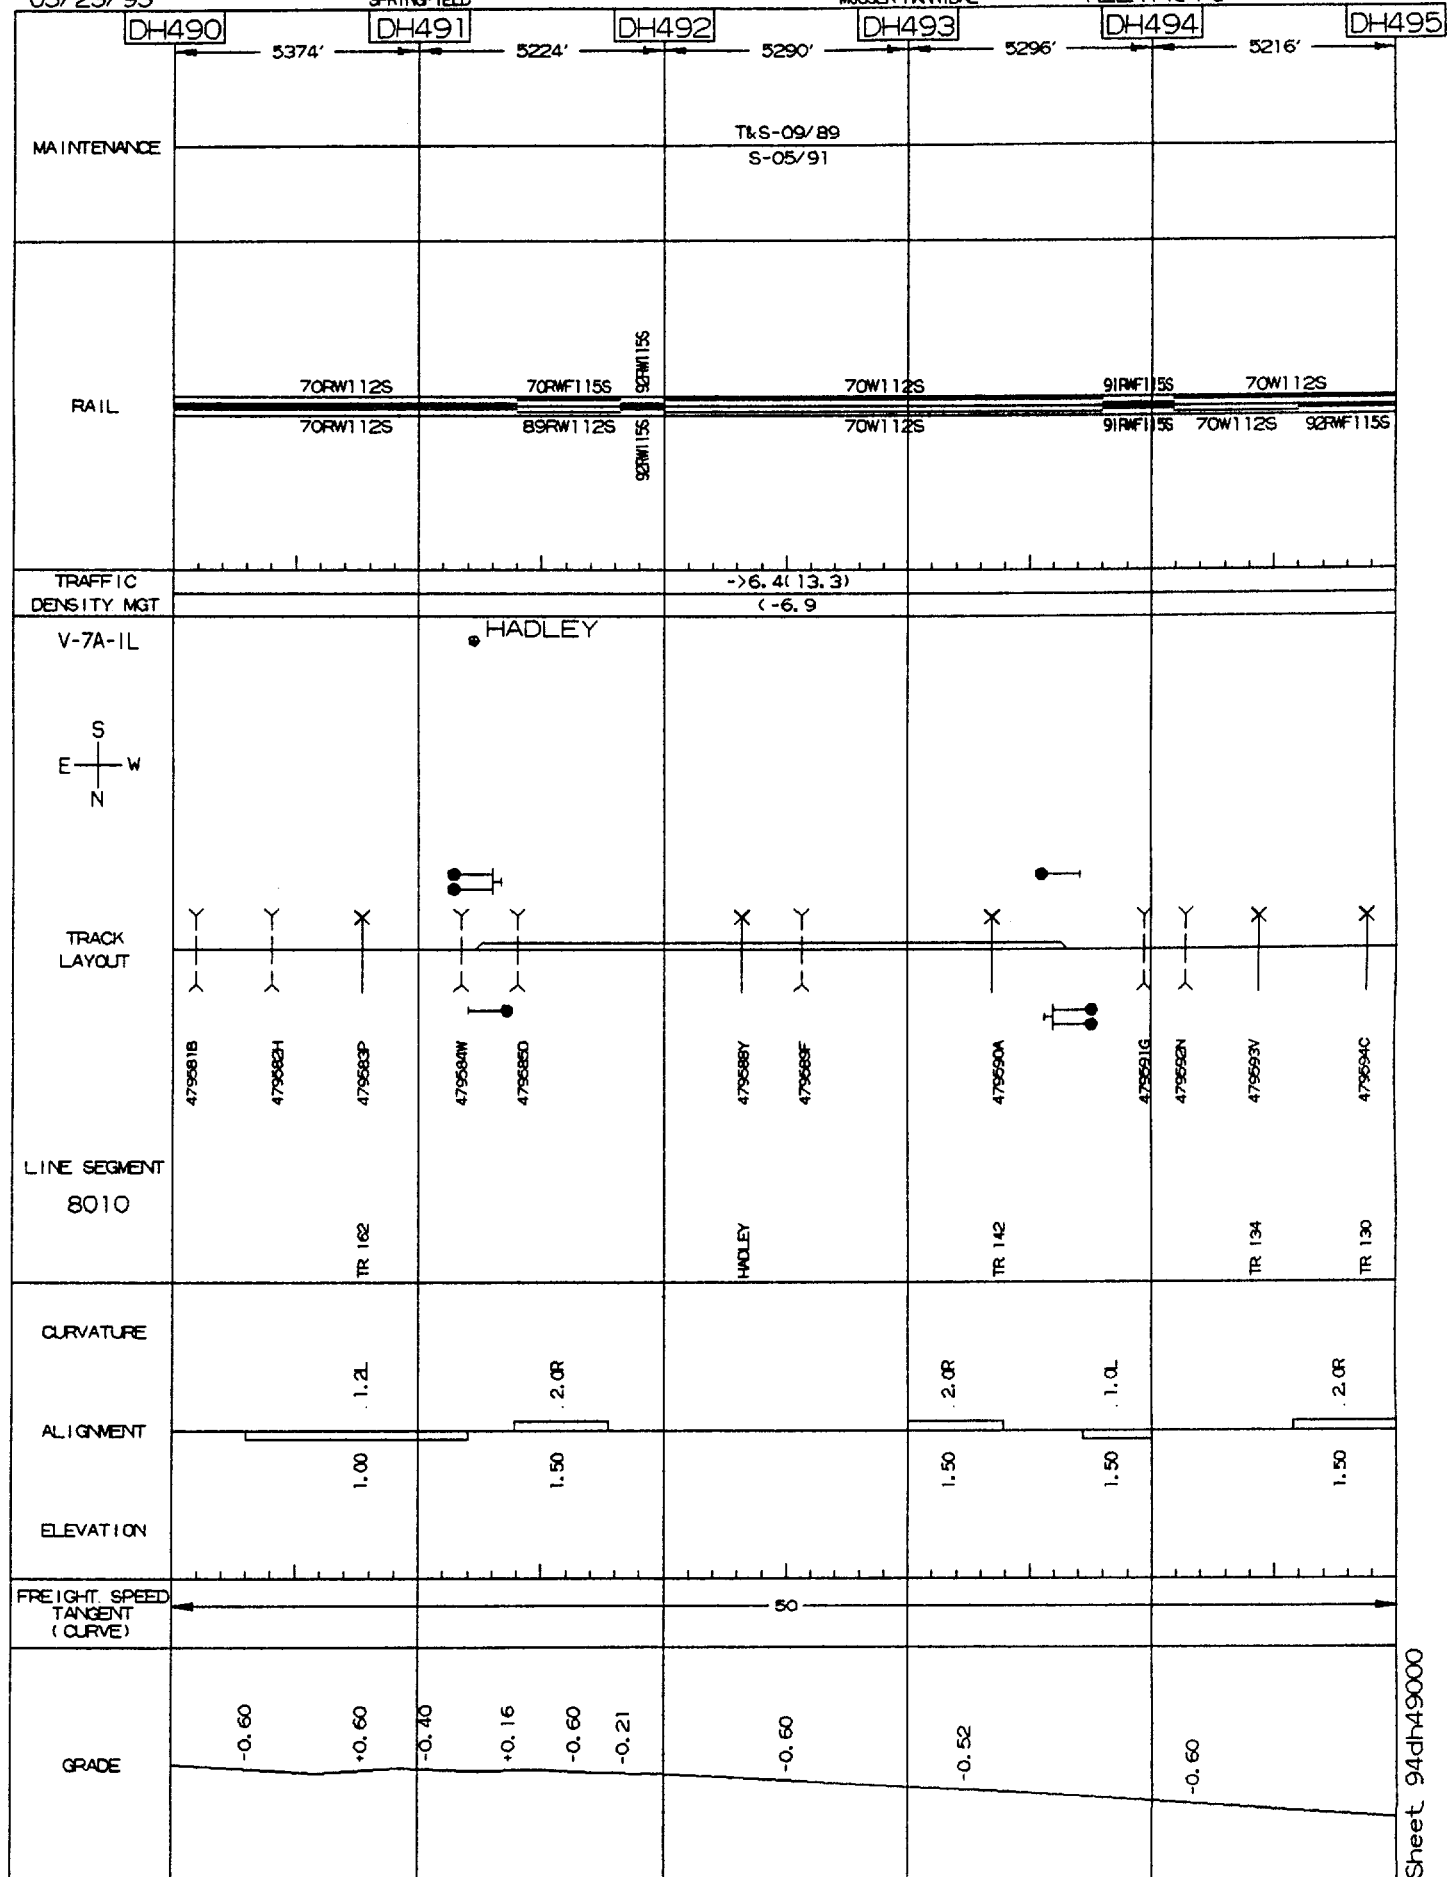 DH490 DH491 DH492 DH493 DH494 DH495
5374' 5224' 5290' 5296' 5216'
MAINTENANCE
T&S-09/89
S-05/91
RAIL
70RW112S 70RWF115S 92RW115S 70W112S 91RWF115S 70W112S
70RW112S 89RW112S 92RW115S 70W112S 91RWF115S 70W112S 92RWF115S
TRAFFIC
DENSITY MGT
->6.4(13.3)
<-6.9
V-7A-IL
HADLEY
S
E W
N
TRACK
LAYOUT
479581B 479582H 479583P 479584W 479585D 479588Y 479589F 479590A 479591G 479592N 479593V 479594C
LINE SEGMENT
8010
TR 162 HADLEY TR 142 TR 134 TR 130
CURVATURE
1.2L 2.0R 2.0R 1.0L 2.0R
ALIGNMENT
1.00 1.50 1.50 1.50 1.50
ELEVATION
FREIGHT SPEED
TANGENT
(CURVE)
50
GRADE
-0.60 +0.60 -0.40 +0.16 -0.60 -0.21 -0.60 -0.52 -0.60
Sheet 94dh49000